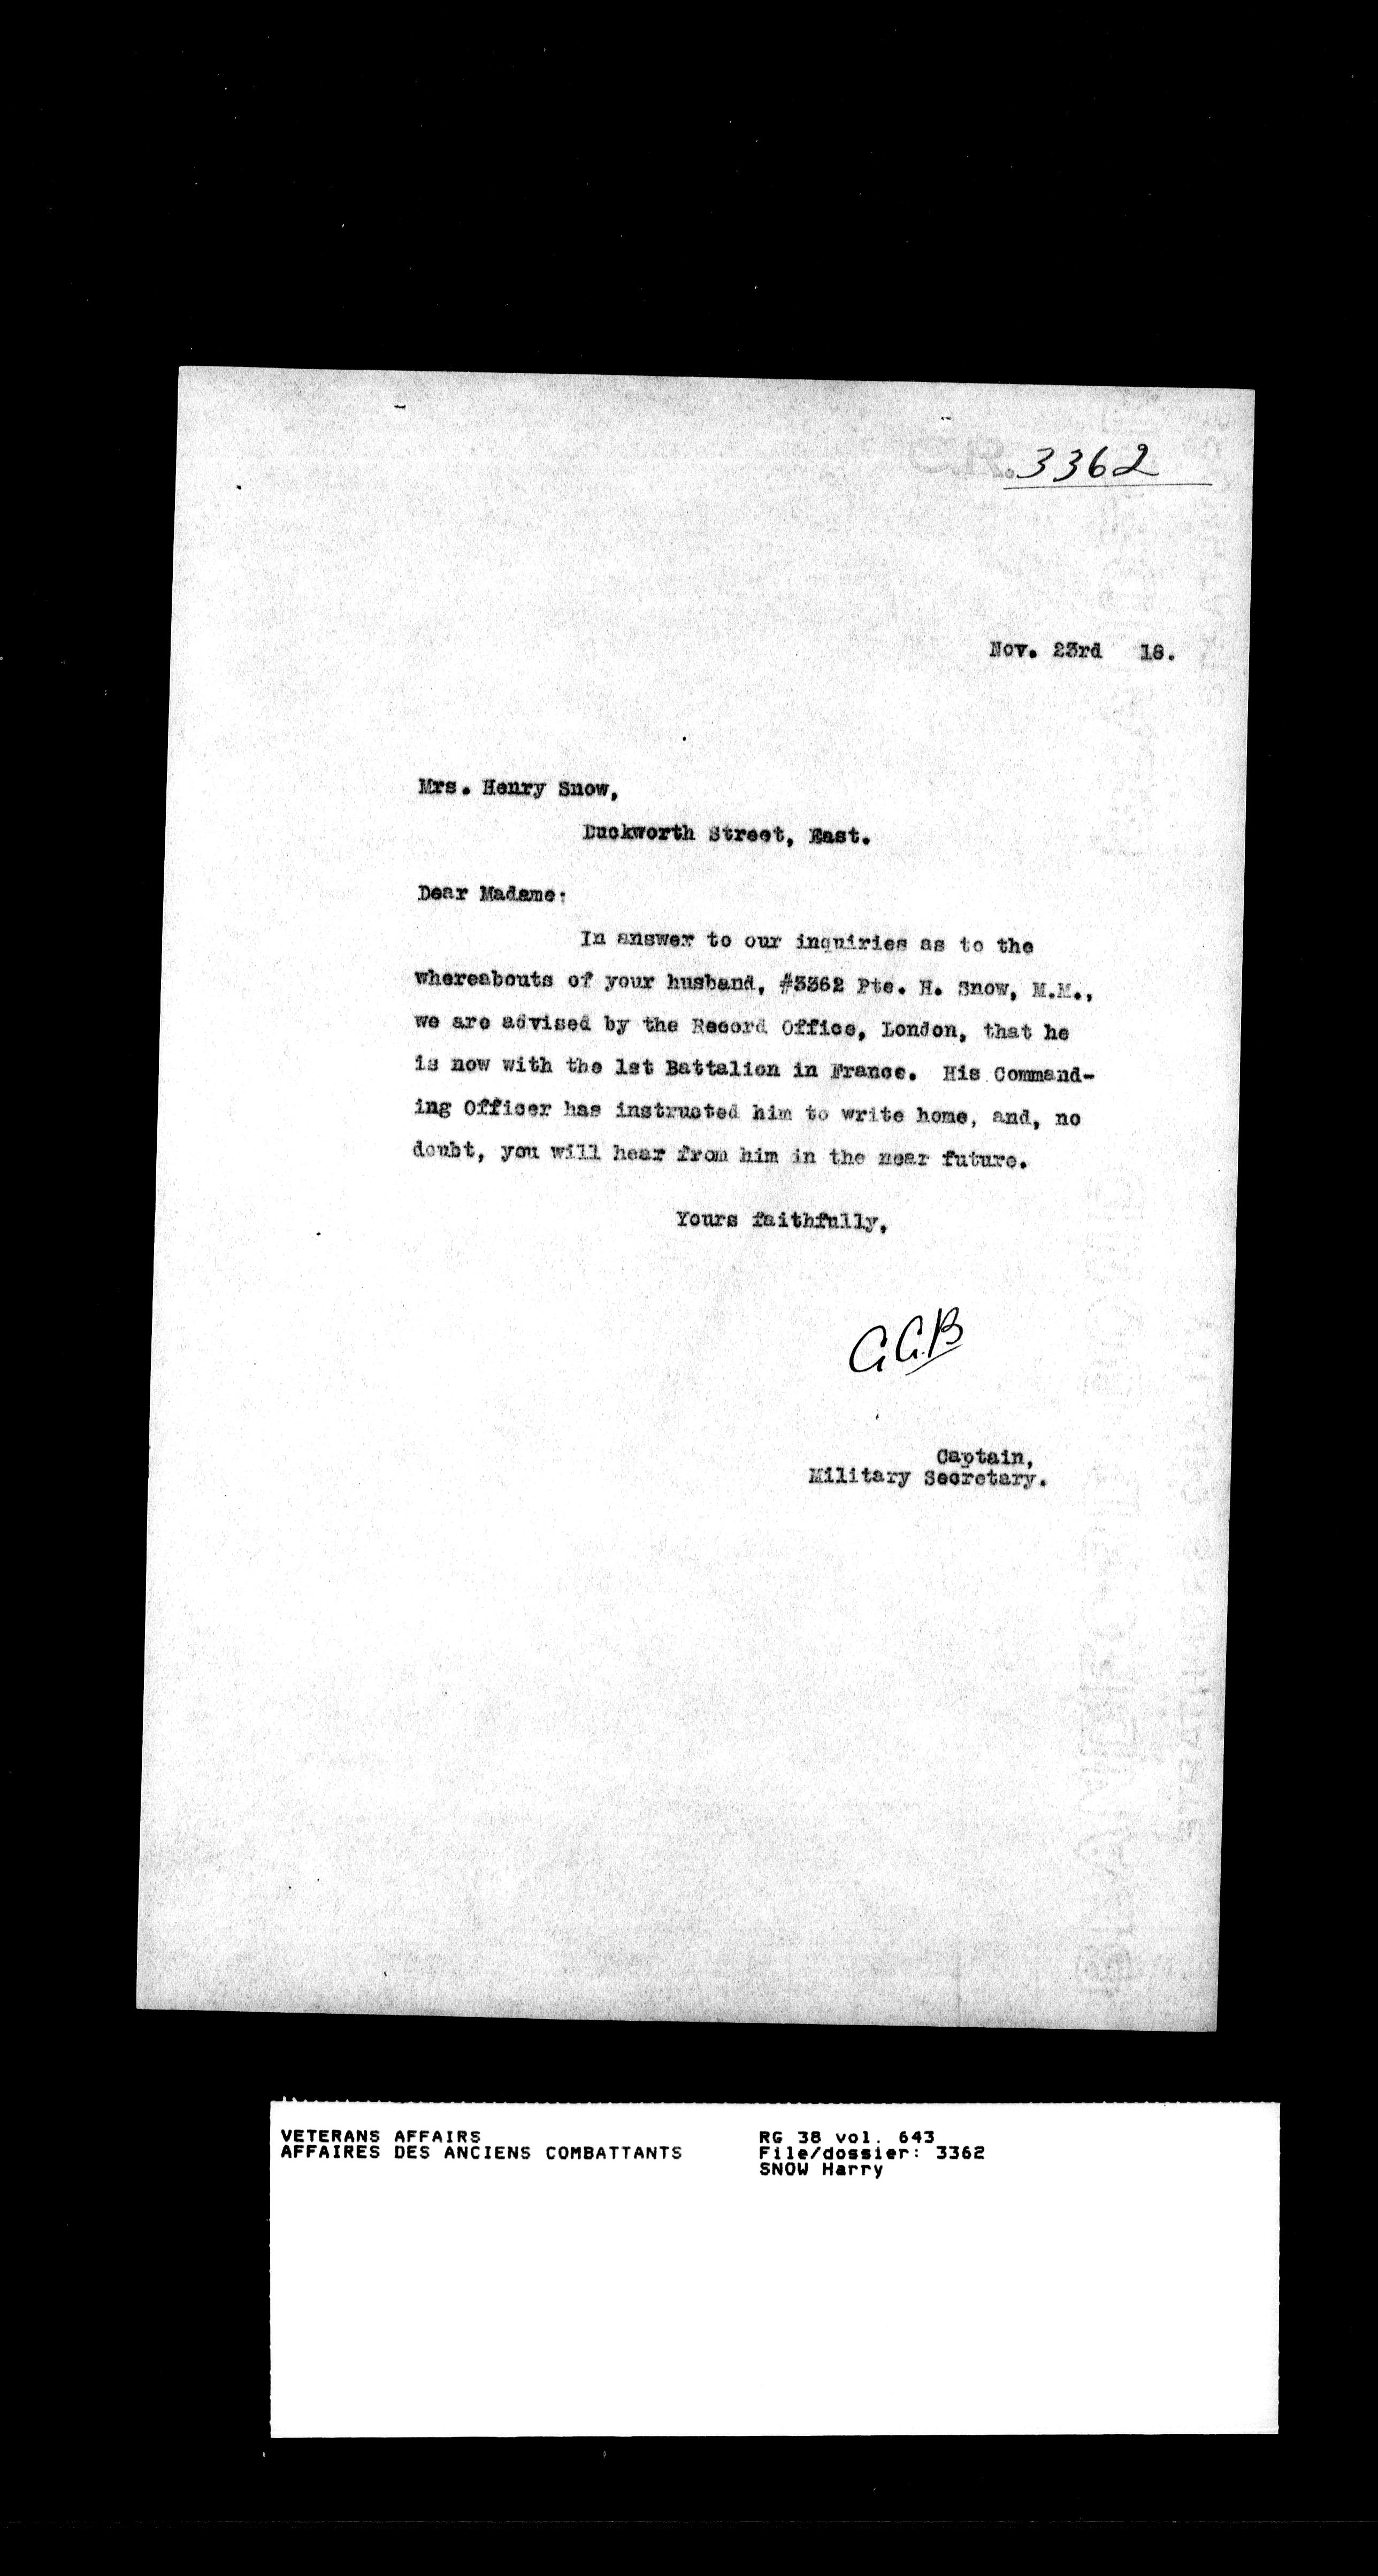 C.R. 3362
Nov. 23rd 18.
Mrs. Henry Snow,
Duckworth Street, East.
Dear Madame:
In answer to our inquiries as to the
whereabouts of your husband, #3362 Pte. H. Snow, M.M.,
we are advised by the Record Office, London, that he
is now with the 1st Battalion in France. His Command-
ing Officer has instructed him to write home, and, no
doubt, you will hear from him in the near future.
Yours faithfully,
Captain,
Military Secretary.
VETERANS AFFAIRS RG 38 vol. 643
AFFAIRES DES ANCIENS COMBATTANTS File/dossier: 3362
SNOW Harry